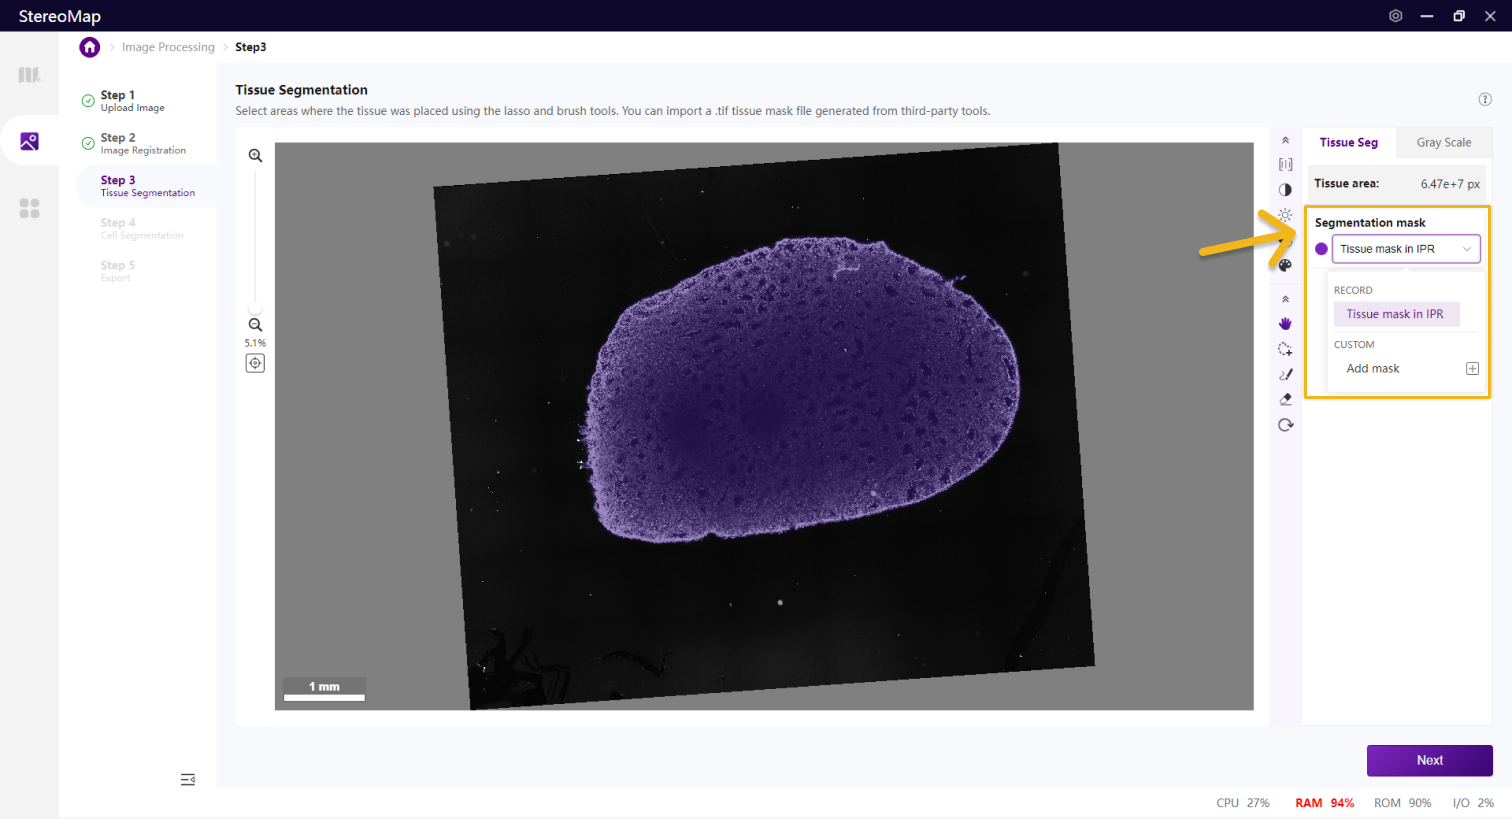 StereoMap
Image Processing
Step3
Step 1
Upload Image
Step 2
Image Registration
Step 3
Tissue Segmentation
Step 4
Cell Segmentation
Step 5
Export
Tissue Segmentation
Select areas where the tissue was placed using the lasso and brush tools. You can import a .tif tissue mask file generated from third-party tools.
5.1%
1 mm
Tissue Seg
Gray Scale
Tissue area: 6.47e+7 px
Segmentation mask
Tissue mask in IPR
RECORD
Tissue mask in IPR
CUSTOM
Add mask
Next
CPU 27% RAM 94% ROM 90% I/O 2%